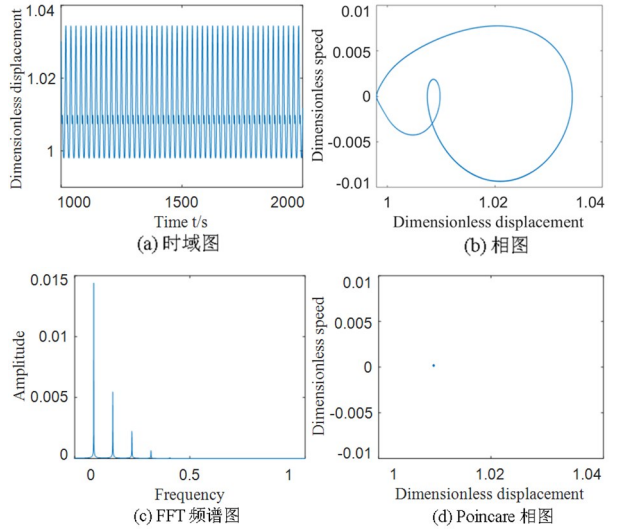 1.04
1.02
1
Dimensionless displacement
1000
1500
2000
Time t/s
(a) 时域图
0.01
0.005
0
-0.005
-0.01
Dimensionless speed
1
1.02
1.04
Dimensionless displacement
(b) 相图
0.015
0.01
0.005
0
Amplitude
0
0.5
1
Frequency
(c) FFT 频谱图
0.01
0.005
0
-0.005
-0.01
Dimensionless speed
1
1.02
1.04
Dimensionless displacement
(d) Poincare 相图